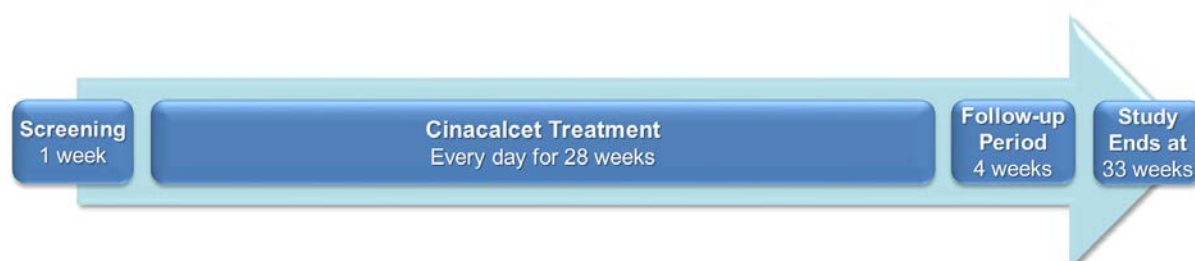 Screening
1 week
Cinacalcet Treatment
Every day for 28 weeks
Follow-up
Period
4 weeks
Study
Ends at
33 weeks